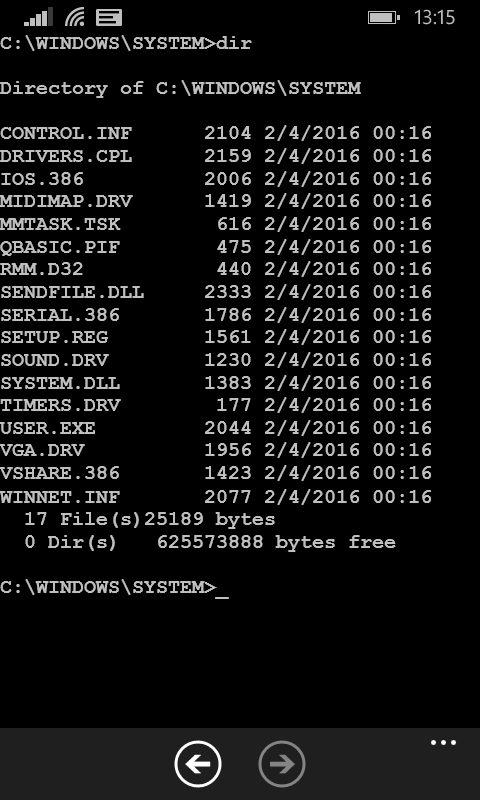 13:15
C:\WINDOWS\SYSTEM>dir
Directory of C:\WINDOWS\SYSTEM
CONTROL.INF 2104 2/4/2016 00:16
DRIVERS.CPL 2159 2/4/2016 00:16
IOS.386 2006 2/4/2016 00:16
MIDIMAP.DRV 1419 2/4/2016 00:16
MMTASK.TSK 616 2/4/2016 00:16
QBASIC.PIF 475 2/4/2016 00:16
RMM.D32 440 2/4/2016 00:16
SENDFILE.DLL 2333 2/4/2016 00:16
SERIAL.386 1786 2/4/2016 00:16
SETUP.REG 1561 2/4/2016 00:16
SOUND.DRV 1230 2/4/2016 00:16
SYSTEM.DLL 1383 2/4/2016 00:16
TIMERS.DRV 177 2/4/2016 00:16
USER.EXE 2044 2/4/2016 00:16
VGA.DRV 1956 2/4/2016 00:16
VSHARE.386 1423 2/4/2016 00:16
WINNET.INF 2077 2/4/2016 00:16
17 File(s)25189 bytes
0 Dir(s) 625573888 bytes free
C:\WINDOWS\SYSTEM>_